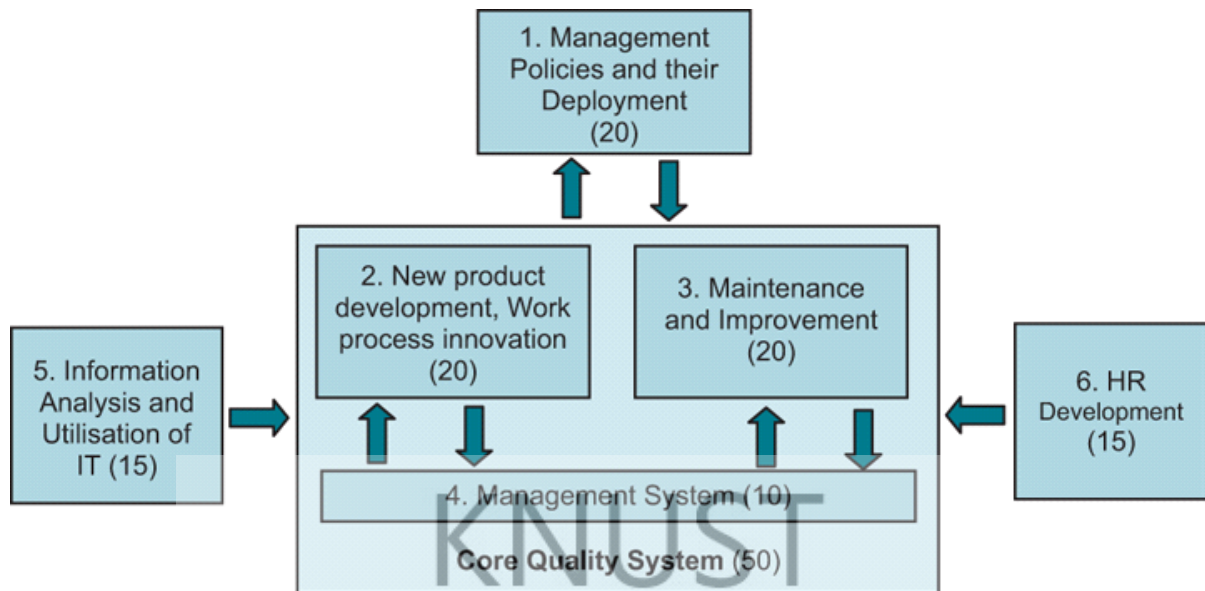 1. Management
Policies and their
Deployment
(20)
2. New product
development, Work
process innovation
(20)
3. Maintenance
and Improvement
(20)
5. Information
Analysis and
Utilisation of
IT (15)
6. HR
Development
(15)
4. Management System (10)
KNUST
Core Quality System (50)